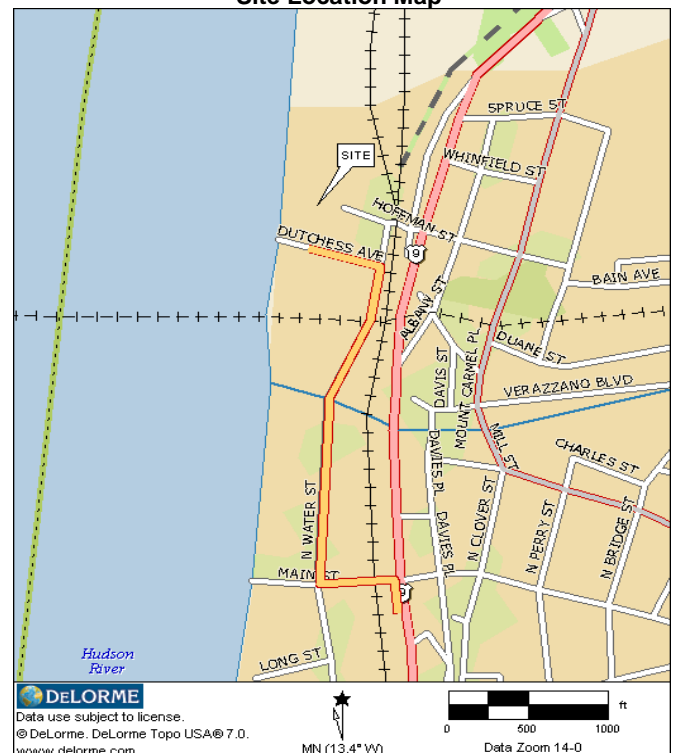 Site Location Map
SPRUCE ST
WHINFIELD ST
SITE
HOFFMAN ST
DUTCHESS AVE
9
BAIN AVE
ALBANY ST
DUANE ST
DAVIS ST
MOUNT CARMEL PL
VERAZZANO BLVD
MILL ST
DAVIES PL
CHARLES ST
N WATER ST
DAVIES PL
N CLOVER ST
N PERRY ST
N BRIDGE ST
MAIN ST
9
LONG ST
Hudson
River
DELORME
Data use subject to license.
© DeLorme. DeLorme Topo USA® 7.0.
www.delorme.com
MN (13.4° W)
ft
0 500 1000
Data Zoom 14-0